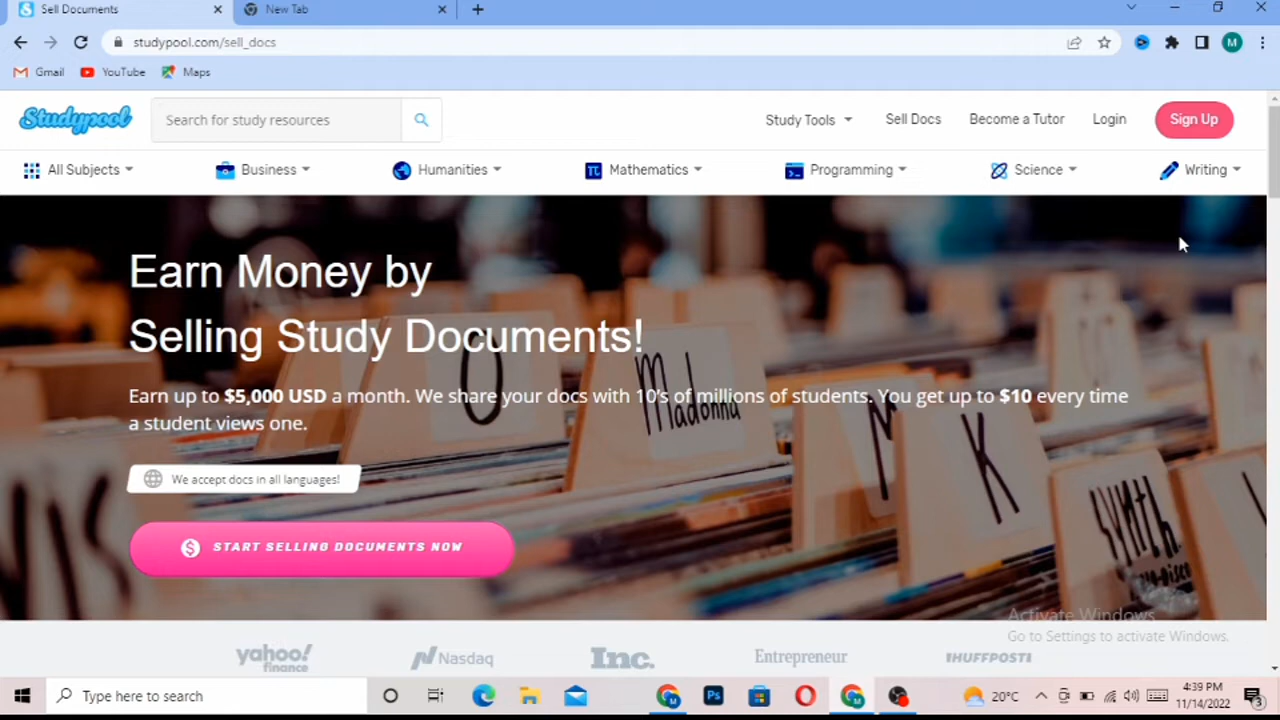 Sell Documents
New Tab
studypool.com/sell_docs
M
Gmail
YouTube
Maps
Studypool
Search for study resources
Study Tools
Sell Docs
Become a Tutor
Login
Sign Up
All Subjects
Business
Humanities
Mathematics
Programming
Science
Writing
Earn Money by
Selling Study Documents!
Earn up to $5,000 USD a month. We share your docs with 10's of millions of students. You get up to $10 every time
a student views one.
We accept docs in all languages!
START SELLING DOCUMENTS NOW
O
Madonna
M
K
SYNTH
Activate Windows
Go to Settings to activate Windows.
yahoo!
finance
Nasdaq
Inc.
Entrepreneur
IHUFFPOSTI
Type here to search
Ps
20°C
4:39 PM
11/14/2022
3